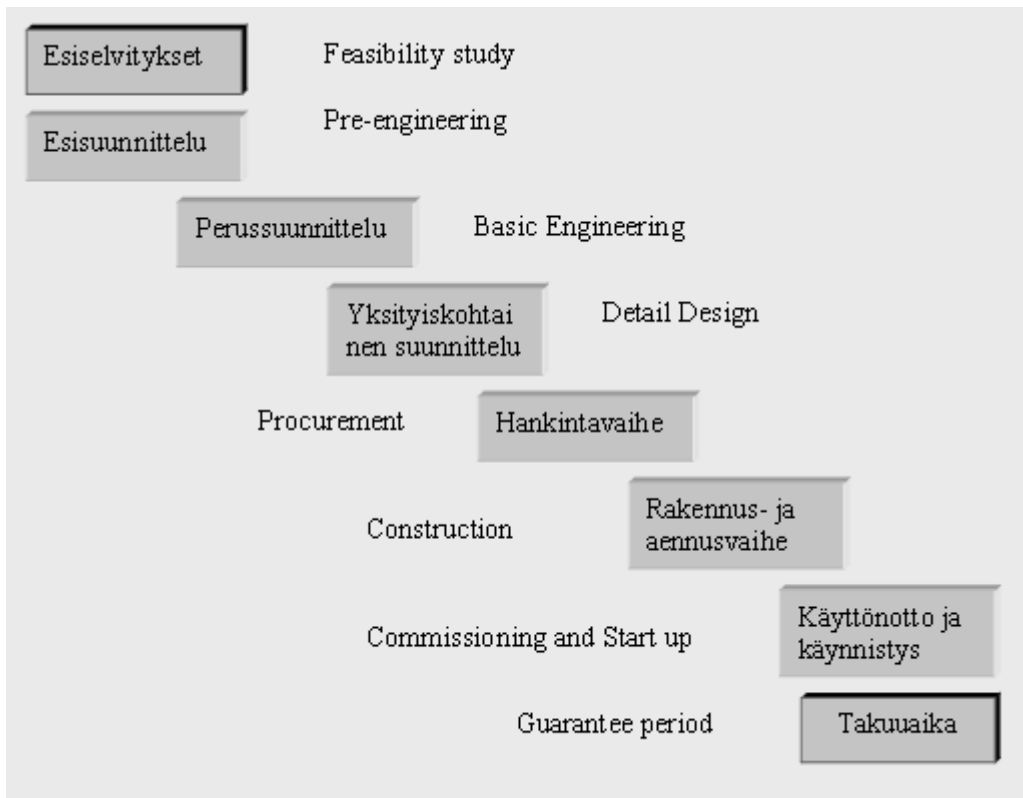 Esiselvitykset
Feasibility study
Esisuunnittelu
Pre-engineering
Perussuunnittelu
Basic Engineering
Yksityiskohtai
nen suunnittelu
Detail Design
Procurement
Hankintavaihe
Construction
Rakennus- ja
aennusvaihe
Commissioning and Start up
Käyttönotto ja
käynnistys
Guarantee period
Takuuaika